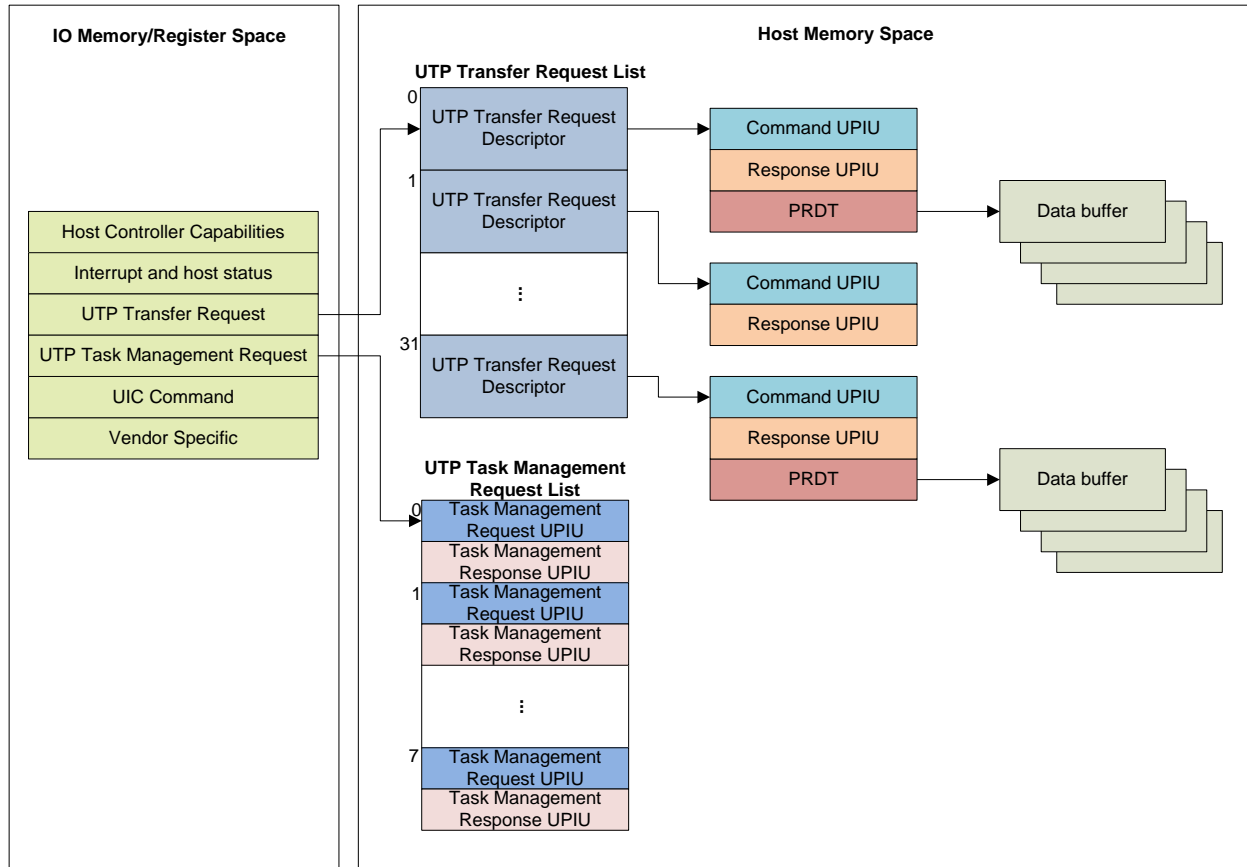 IO Memory/Register Space
Host Controller Capabilities
Interrupt and host status
UTP Transfer Request
UTP Task Management Request
UIC Command
Vendor Specific
Host Memory Space
UTP Transfer Request List
0
UTP Transfer Request
Descriptor
1
UTP Transfer Request
Descriptor
...
31
UTP Transfer Request
Descriptor
Command UPIU
Response UPIU
PRDT
Data buffer
Command UPIU
Response UPIU
Command UPIU
Response UPIU
PRDT
Data buffer
UTP Task Management
Request List
0
Task Management
Request UPIU
Task Management
Response UPIU
1
Task Management
Request UPIU
Task Management
Response UPIU
...
7
Task Management
Request UPIU
Task Management
Response UPIU